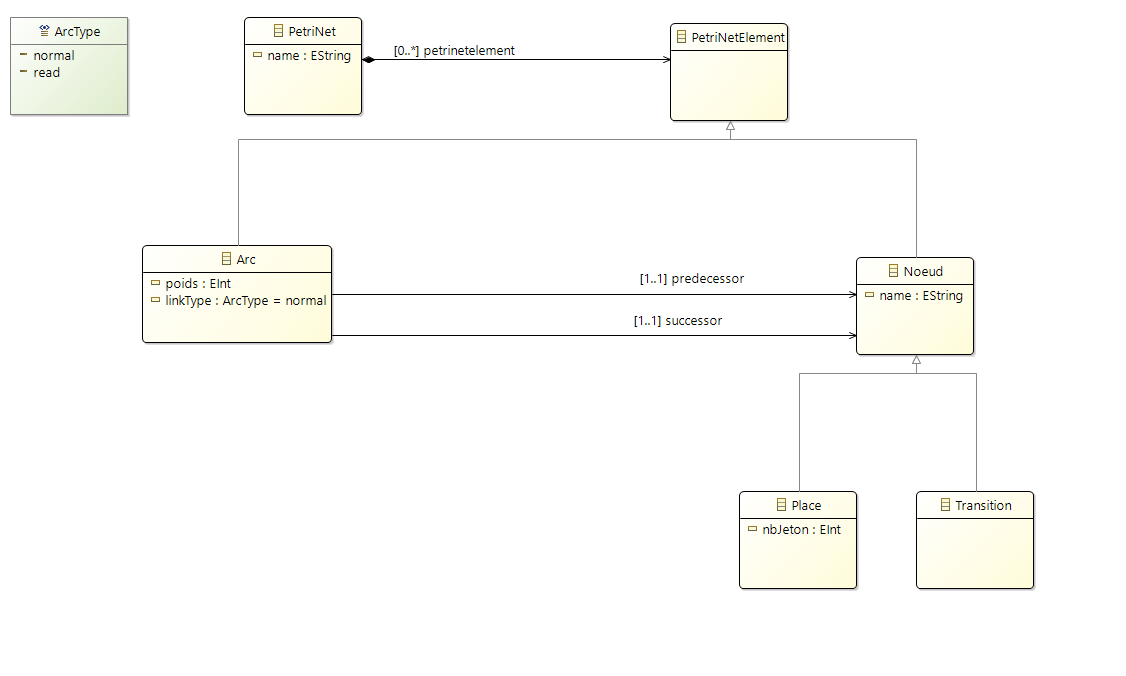 ArcType
normal
read
PetriNet
name : EString
[0..*] petrinetelement
PetriNetElement
Arc
poids : EInt
linkType : ArcType = normal
[1..1] predecessor
[1..1] successor
Noeud
name : EString
Place
nbJeton : EInt
Transition